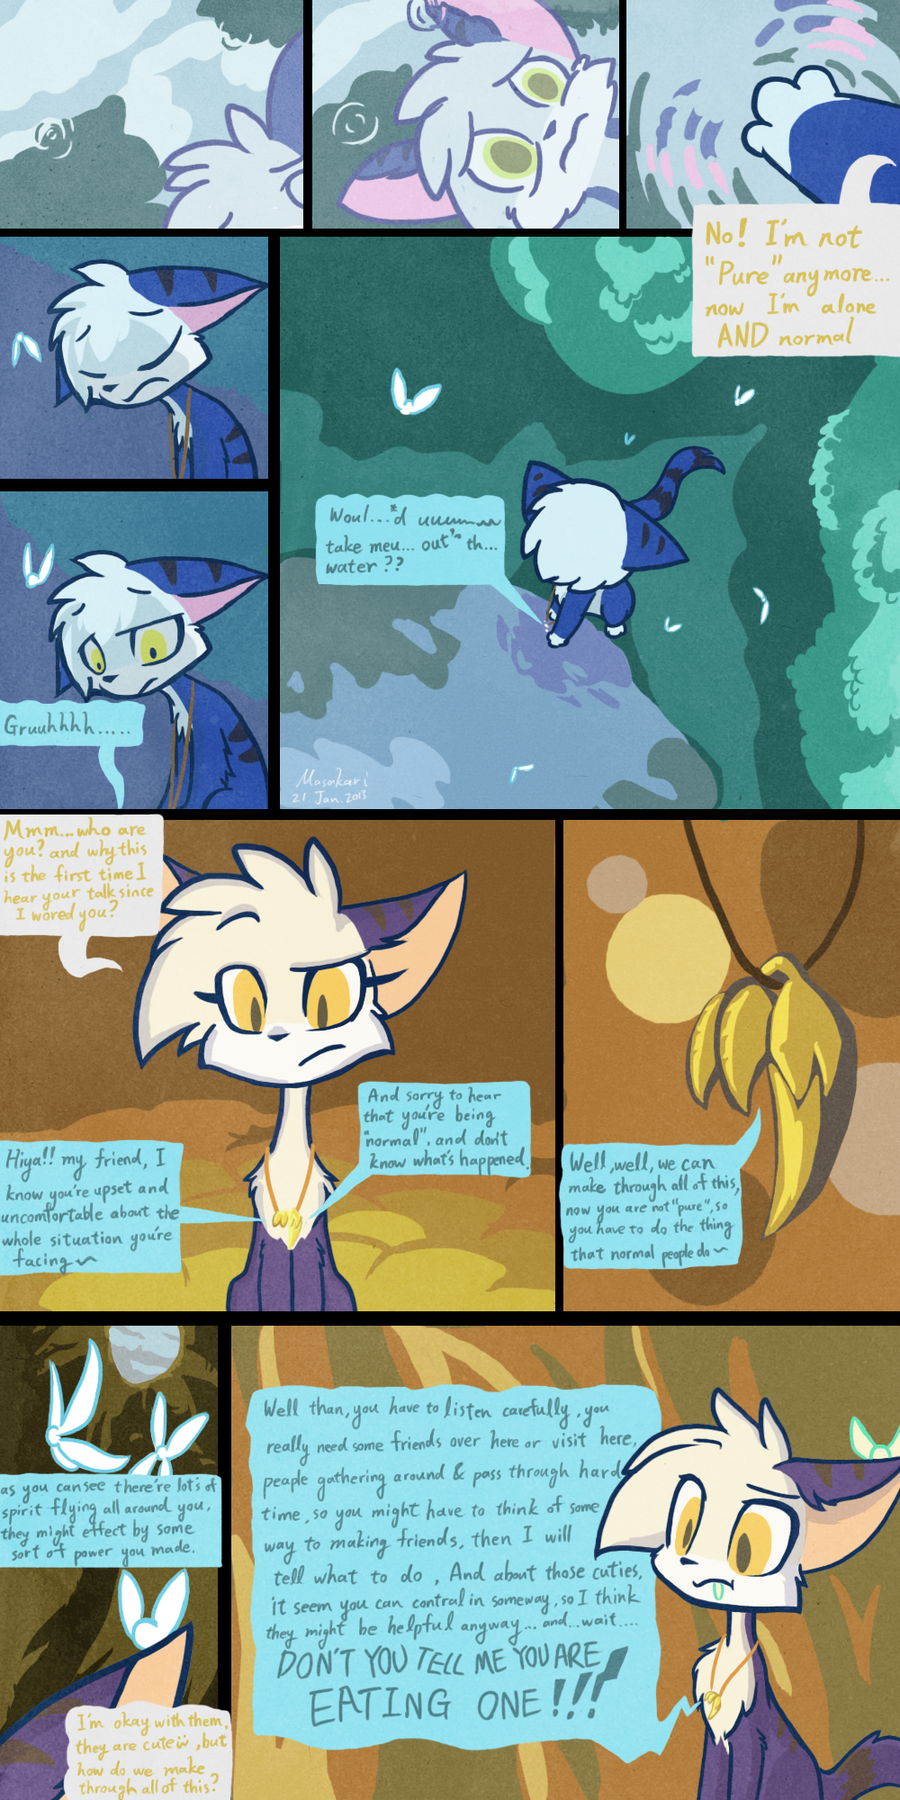 No! I'm not
"Pure" anymore...
now I'm alone
AND normal
Woul...*d uuummm
take meu... out~ th...
water ??
Gruuhhhh.....
Masakari
21. Jan. 2013
Mmm...who are
you? and why this
is the first time I
hear your talk since
I wored you?
Hiya!! my friend, I
know you're upset and
uncomfortable about the
whole situation you're
facing~
And sorry to hear
that you're being
"normal". and don't
know what's happened.
Well, well, we can
make through all of this,
now you are not "pure", so
you have to do the thing
that normal people do~
as you can see there're lots of
spirit flying all around you,
they might effect by some
sort of power you made.
I'm okay with them,
they are cute, but
how do we make
through all of this?
Well than, you have to listen carefully, you
really need some friends over here or visit here,
people gathering around & pass through hard
time, so you might have to think of some
way to making friends, then I will
tell what to do, And about those cuties,
it seem you can contral in someway, so I think
they might be helpful anyway... and...wait....
DON'T YOU TELL ME YOU ARE
EATING ONE!!!